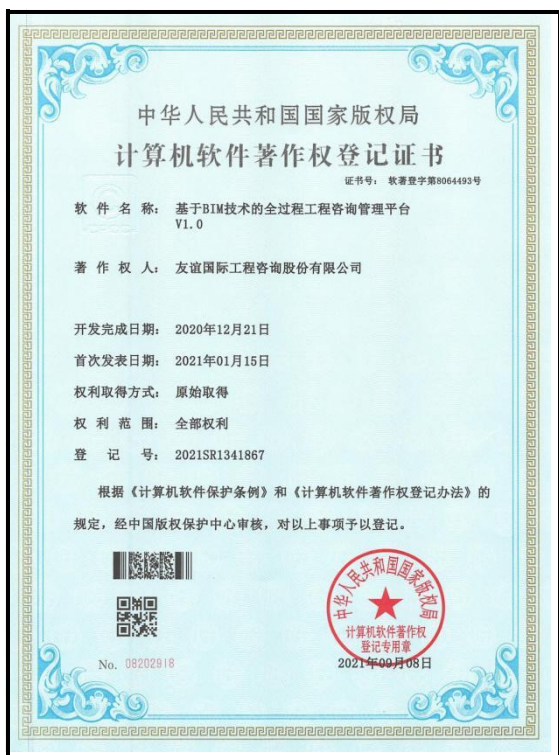 中华人民共和国国家版权局
计算机软件著作权登记证书
证书号： 软著登字第8064493号
软件名称： 基于BIM技术的全过程工程咨询管理平台
V1.0
著作权人： 友谊国际工程咨询股份有限公司
开发完成日期： 2020年12月21日
首次发表日期： 2021年01月15日
权利取得方式： 原始取得
权利范围： 全部权利
登记号： 2021SR1341867
根据《计算机软件保护条例》和《计算机软件著作权登记办法》的
规定，经中国版权保护中心审核，对以上事项予以登记。
中华人民共和国国家版权局
计算机软件著作权
登记专用章
No. 08202918
2021年09月08日